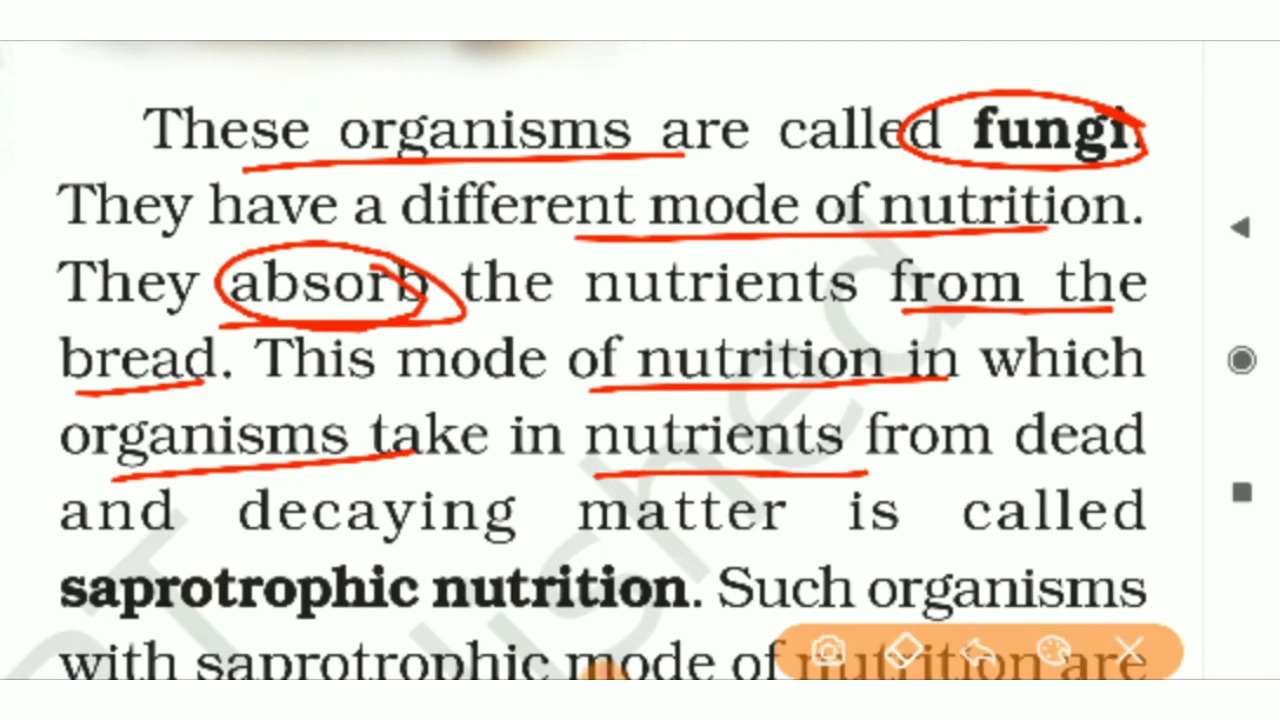 These organisms are called fungi.
They have a different mode of nutrition.
They absorb the nutrients from the
bread. This mode of nutrition in which
organisms take in nutrients from dead
and decaying matter is called
saprotrophic nutrition. Such organisms
with saprotrophic mode of nutrition are